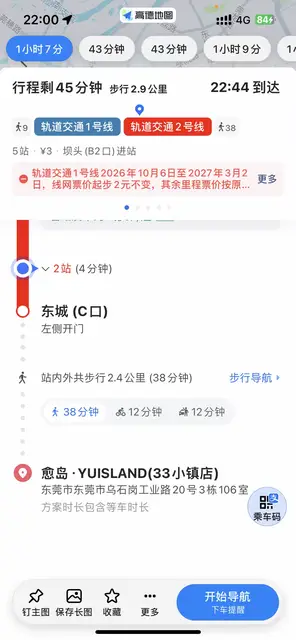 22:00
高德地图
4G
84
1小时7分
43分钟
43分钟
1小时9分
行程剩45分钟 步行2.9公里
22:44到达
9
轨道交通1号线
轨道交通2号线
38
5站 · ¥3 · 坝头(B2口)进站
轨道交通1号线2026年10月6日至2027年3月2
日，线网票价起步2元不变，其余里程票价按原...
更多
2站 (4分钟)
东城 (C口)
左侧开门
站内外共步行2.4公里 (38分钟)
步行导航
38分钟
12分钟
12分钟
愈岛·YUISLAND(33小镇店)
东莞市东莞市乌石岗工业路20号3栋106室
方案时长包含等车时长
乘车码
钉主图
保存长图
收藏
更多
开始导航
下车提醒